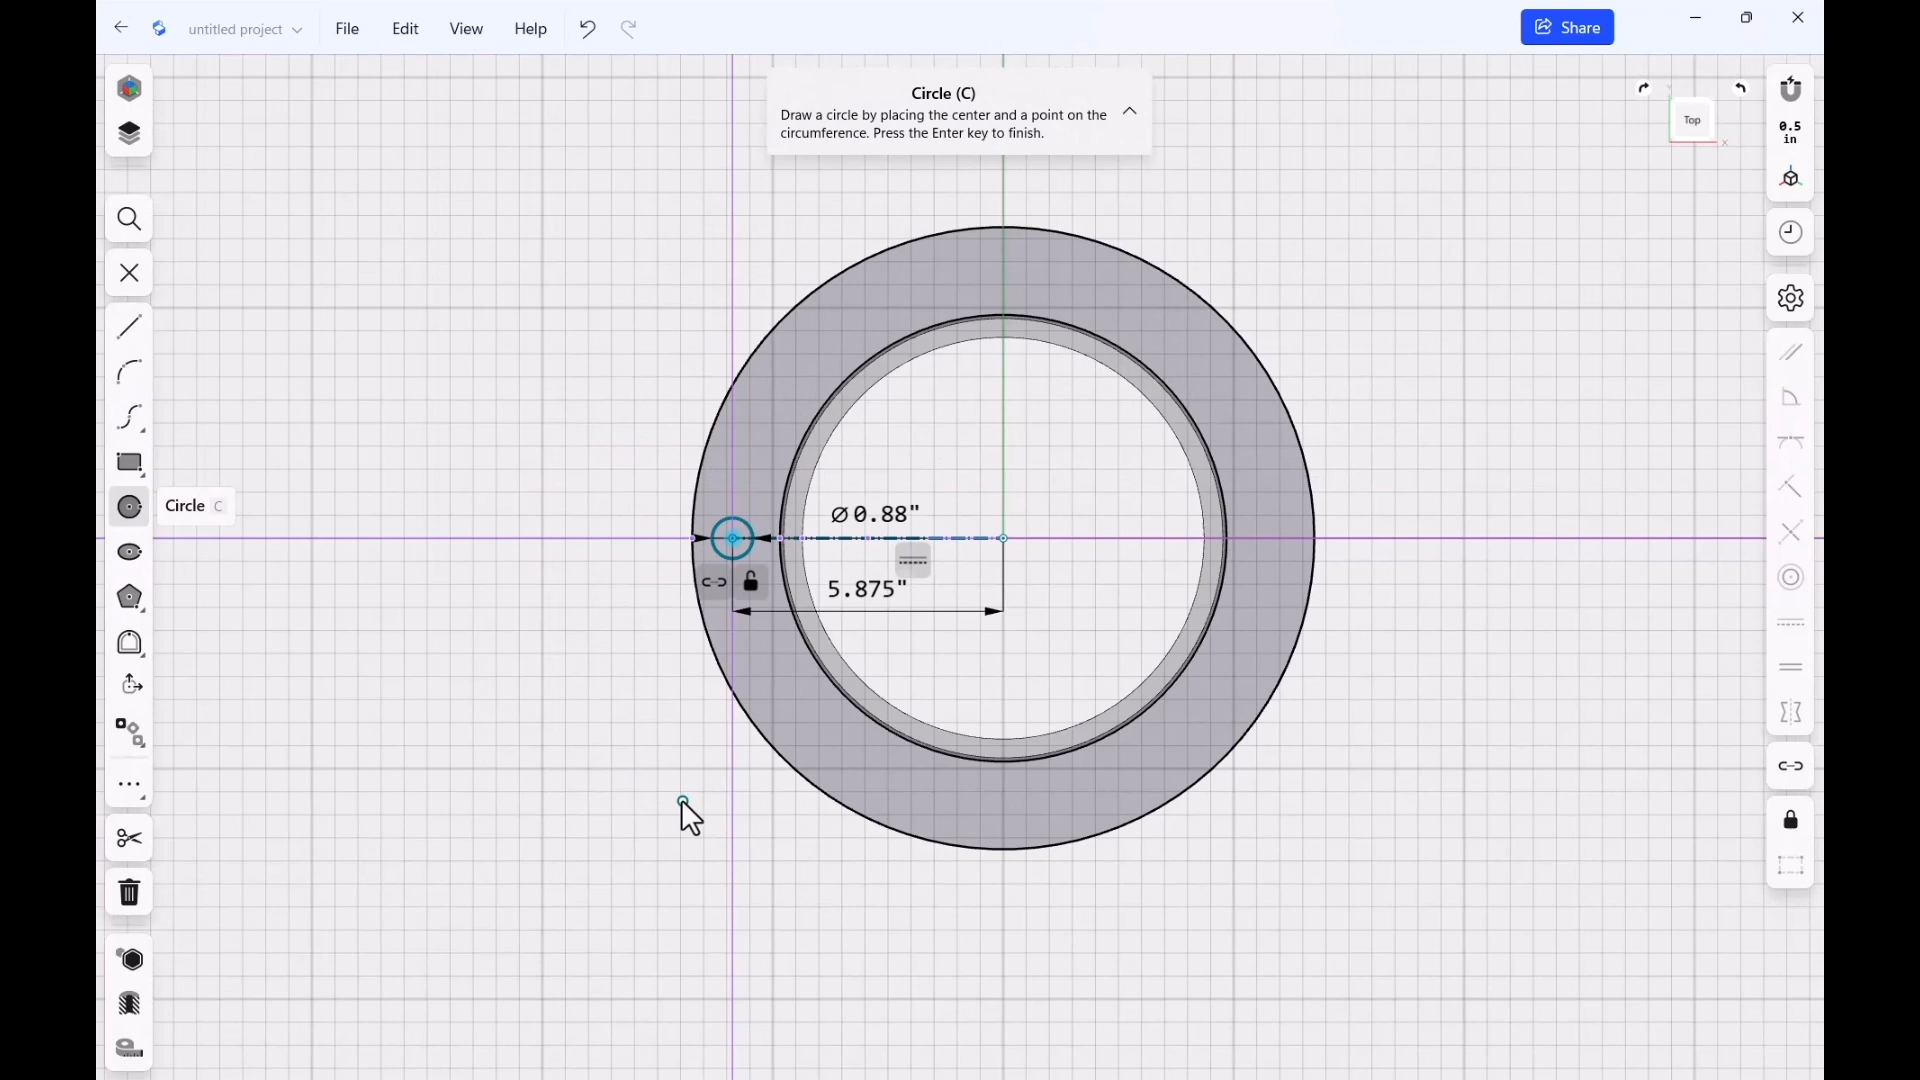 untitled project
File
Edit
View
Help
Share
Circle (C)
Draw a circle by placing the center and a point on the
circumference. Press the Enter key to finish.
Top
X
0.5
in
Circle C
⌀0.88"
5.875"